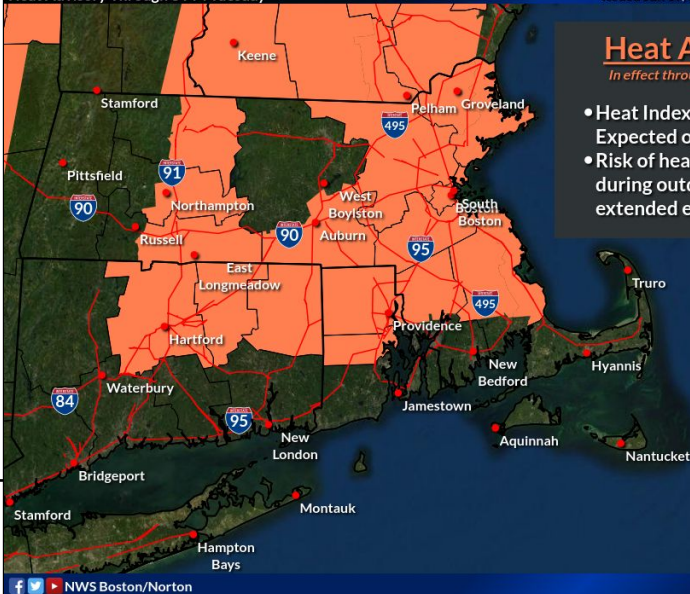 Heat A
In effect throu
• Heat Index
Expected o
• Risk of hea
during outd
extended e
Keene
Stamford
Pelham
Groveland
495
Pittsfield
91
90
Northampton
West
Boylston
South
Boston
Boston
Russell
90
Auburn
95
East
Longmeadow
Truro
495
Hartford
Providence
New
Bedford
Hyannis
Waterbury
84
95
Jamestown
New
London
Aquinnah
Nantucket
Bridgeport
Stamford
Montauk
Hampton
Bays
NWS Boston/Norton